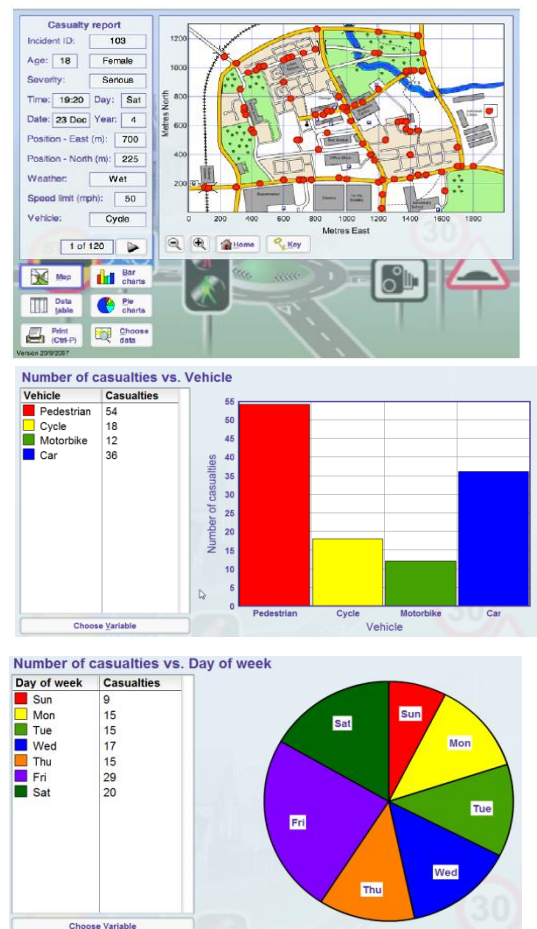 Casualty report
Incident ID: 103
Age: 18 Female
Severity: Serious
Time: 19:20 Day: Sat
Date: 23 Dec Year: 4
Position - East (m): 700
Position - North (m): 225
Weather: Wet
Speed limit (mph): 50
Vehicle: Cycle
1 of 120
Map
Bar charts
Data table
Pie charts
Print (Ctrl-P)
Choose data
Version 20/9/2007
Metres North
1200
1000
800
600
400
200
0 200 400 600 800 1000 1200 1400 1600 1800
Metres East
Home
Key
30
Number of casualties vs. Vehicle
Vehicle Casualties
Pedestrian 54
Cycle 18
Motorbike 12
Car 36
Choose Variable
Number of casualties
55
50
45
40
35
30
25
20
15
10
5
0
Pedestrian Cycle Motorbike Car
Vehicle
Number of casualties vs. Day of week
Day of week Casualties
Sun 9
Mon 15
Tue 15
Wed 17
Thu 15
Fri 29
Sat 20
Choose Variable
Sun
Mon
Tue
Wed
Thu
Fri
Sat
30